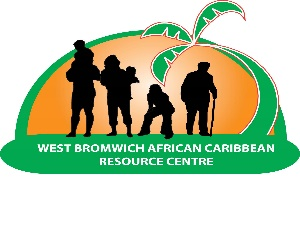 WEST BROMWICH AFRICAN CARIBBEAN
RESOURCE CENTRE